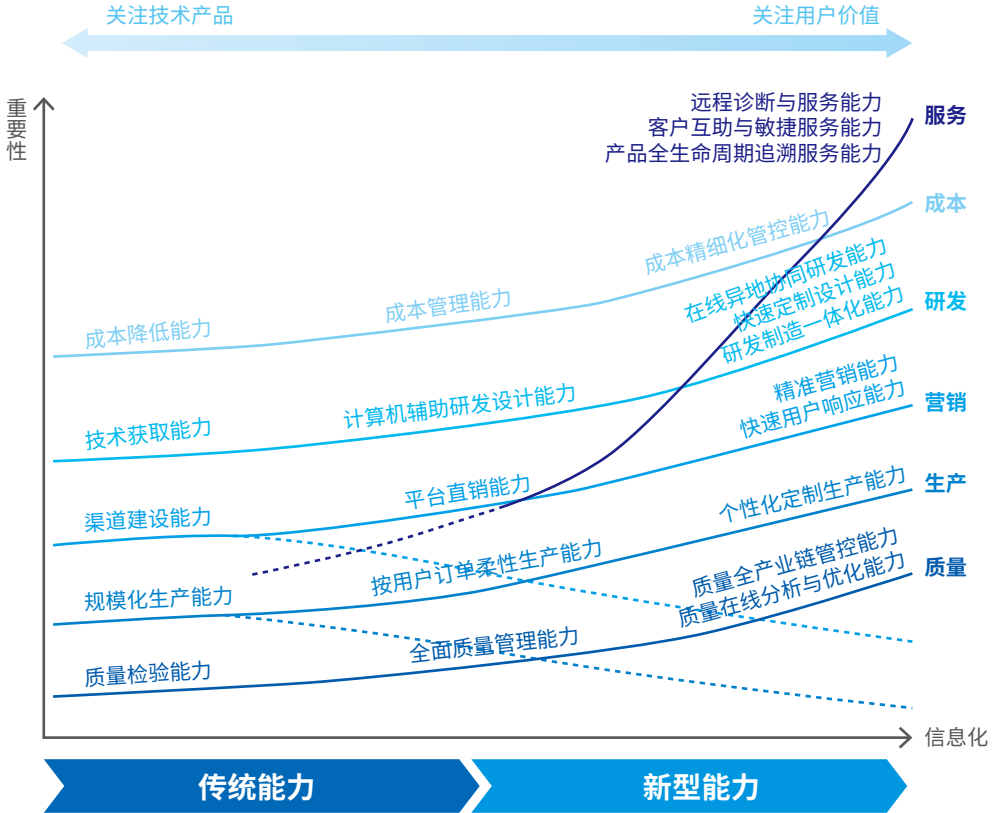 关注技术产品
关注用户价值
重要性
远程诊断与服务能力
客户互助与敏捷服务能力
产品全生命周期追溯服务能力
服务
成本降低能力
成本管理能力
成本精细化管控能力
成本
技术获取能力
计算机辅助研发设计能力
在线异地协同研发能力
快速定制设计能力
研发制造一体化能力
研发
渠道建设能力
平台直销能力
精准营销能力
快速用户响应能力
营销
规模化生产能力
按用户订单柔性生产能力
个性化定制生产能力
生产
质量检验能力
全面质量管理能力
质量全产业链管控能力
质量在线分析与优化能力
质量
信息化
传统能力
新型能力